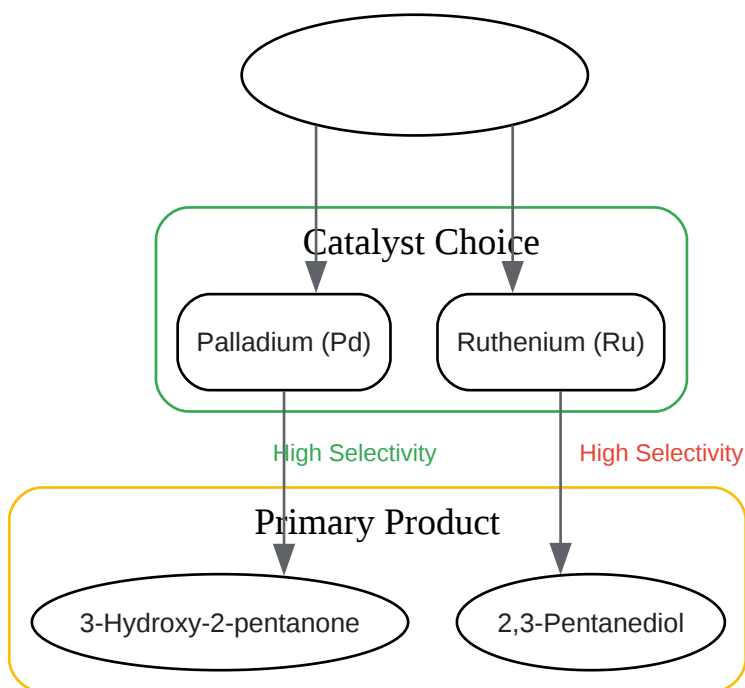 Catalyst Choice
Palladium (Pd)
Ruthenium (Ru)
High Selectivity
High Selectivity
Primary Product
3-Hydroxy-2-pentanone
2,3-Pentanediol